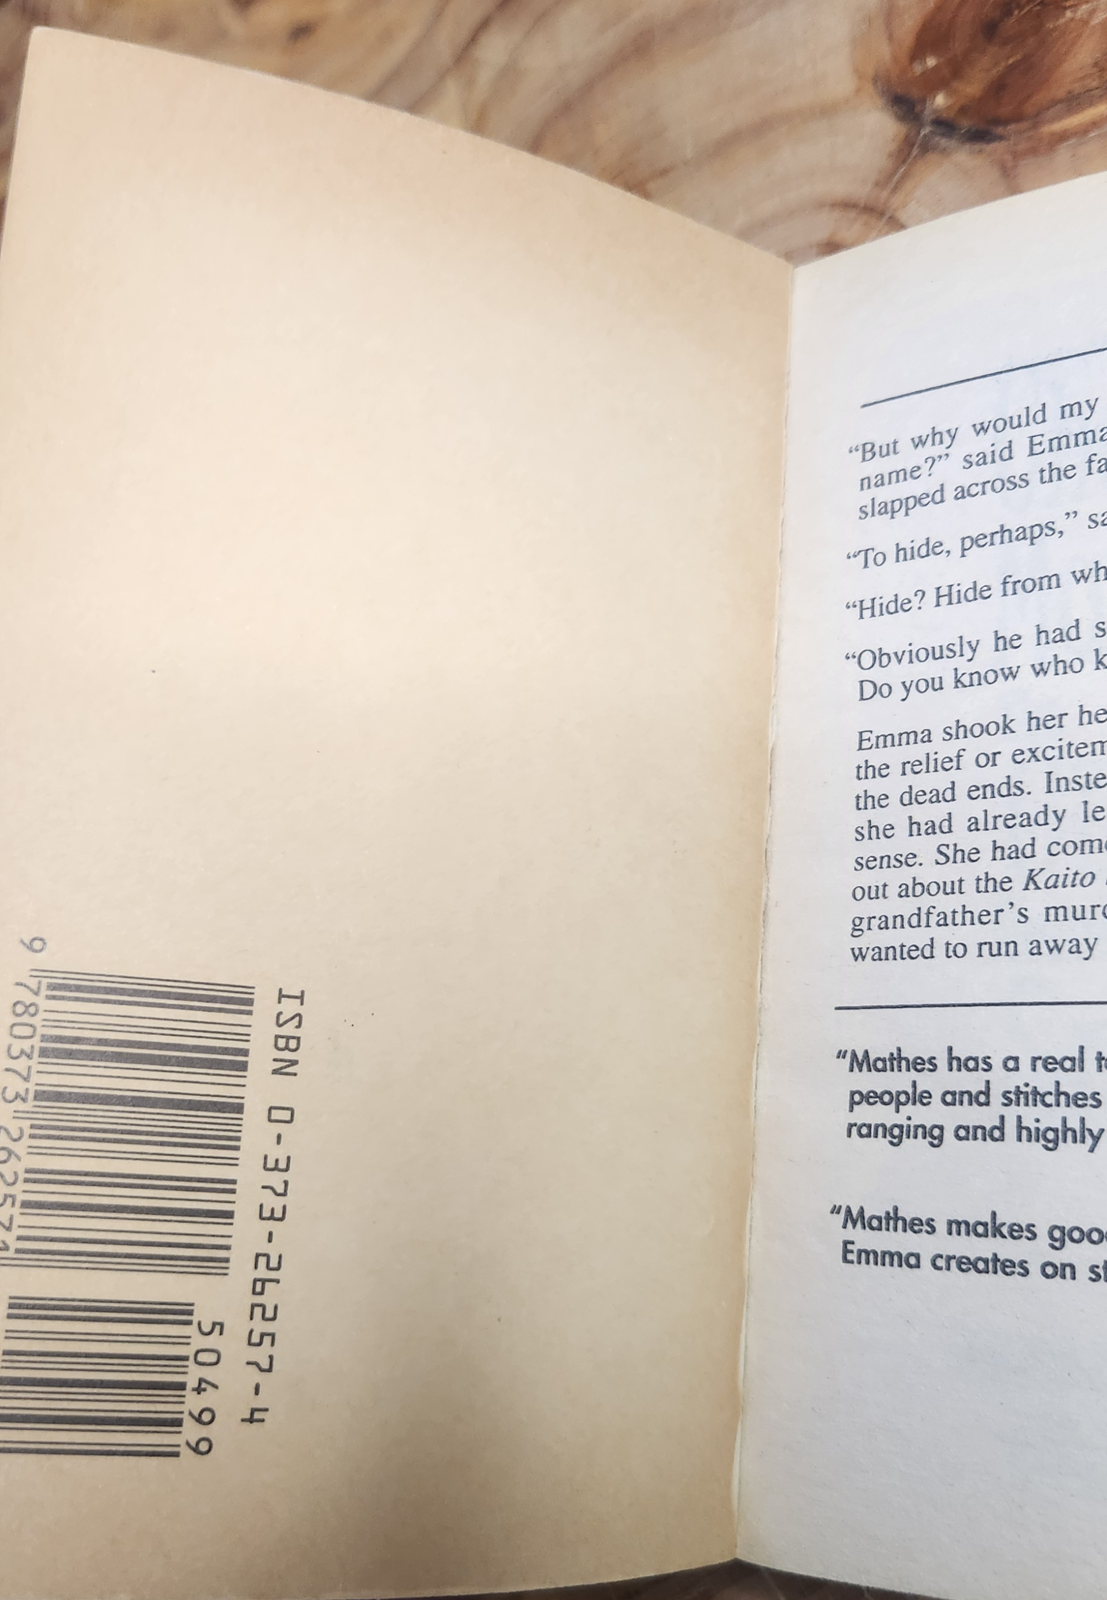 ISBN 0-373-26257-4
50499
9 780373 262571
“But why would my
name?” said Emma
slapped across the fa
“To hide, perhaps,” sa
“Hide? Hide from wh
“Obviously he had s
Do you know who k
Emma shook her he
the relief or excitem
the dead ends. Inste
she had already le
sense. She had come
out about the Kaito
grandfather’s murd
wanted to run away
“Mathes has a real t
people and stitches
ranging and highly
“Mathes makes goo
Emma creates on st